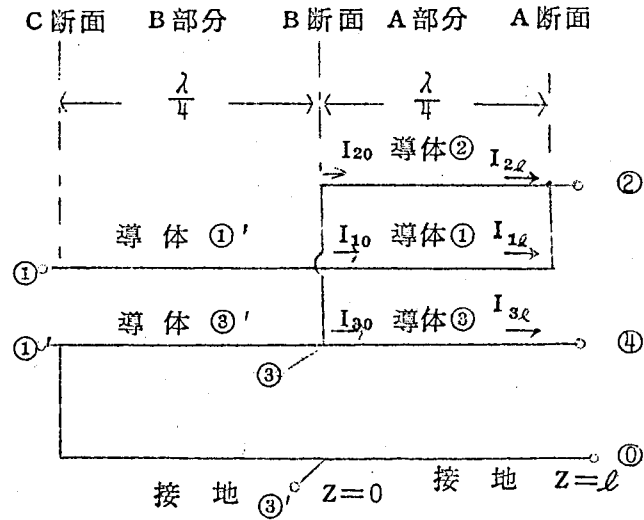 C断面 B部分 B断面 A部分 A断面
λ/4 λ/4
I₂₀ 導体② I₂ℓ
②
導体①' I₁₀ 導体① I₁ℓ
①
導体③' I₃₀ 導体③ I₃ℓ
①' ④
③
⓪
接地 ③' Z=0 接地 Z=ℓ